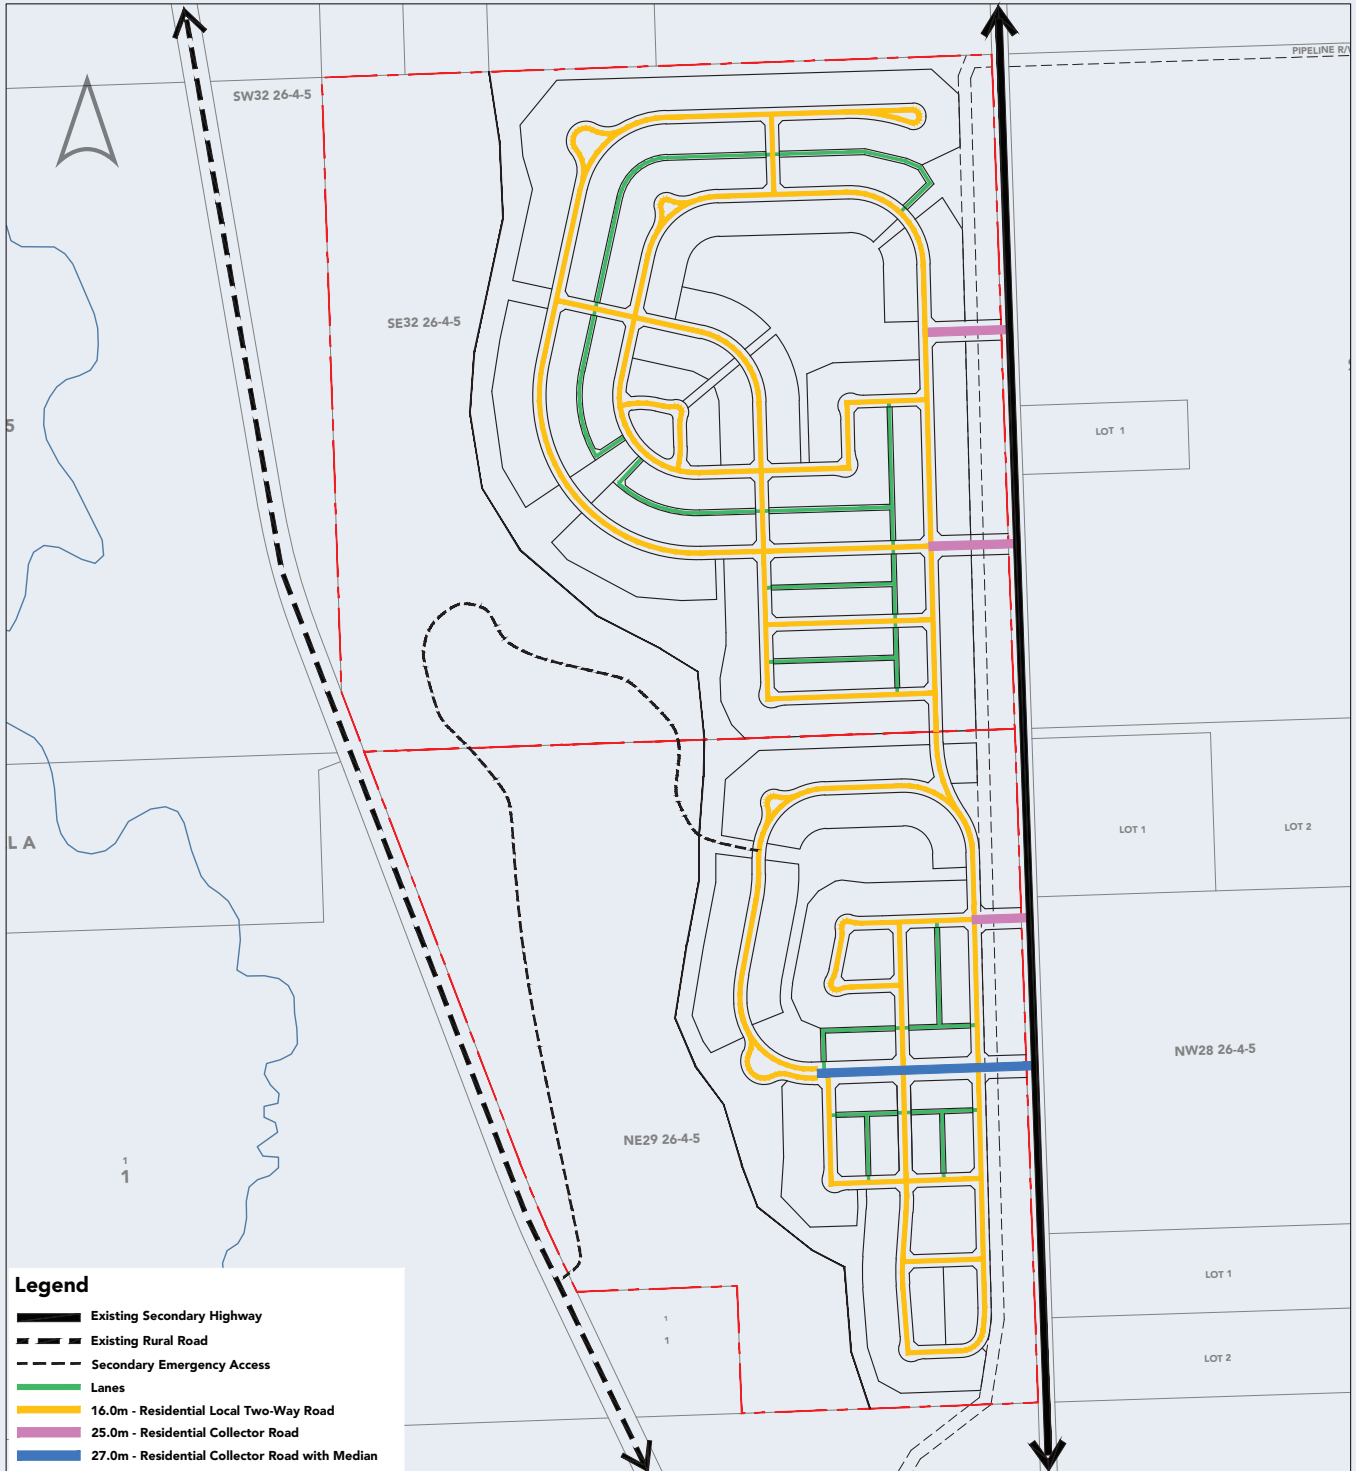 PIPELINE R/
SW32 26-4-5
SE32 26-4-5
5
LOT 1
LOT 1
LOT 2
L A
NW28 26-4-5
NE29 26-4-5
1
1
LOT 1
1
1
LOT 2
Legend
Existing Secondary Highway
Existing Rural Road
Secondary Emergency Access
Lanes
16.0m - Residential Local Two-Way Road
25.0m - Residential Collector Road
27.0m - Residential Collector Road with Median